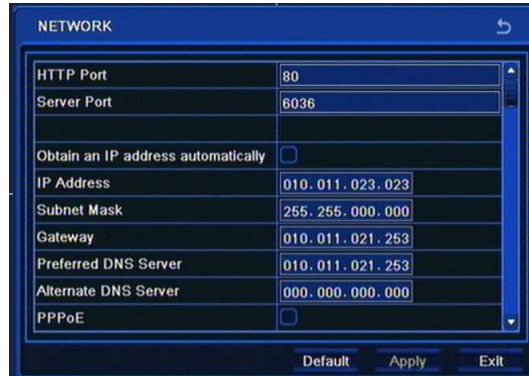 NETWORK
HTTP Port 80
Server Port 6036
Obtain an IP address automatically
IP Address 010.011.023.023
Subnet Mask 255.255.000.000
Gateway 010.011.021.253
Preferred DNS Server 010.011.021.253
Alternate DNS Server 000.000.000.000
PPPoE
Default Apply Exit